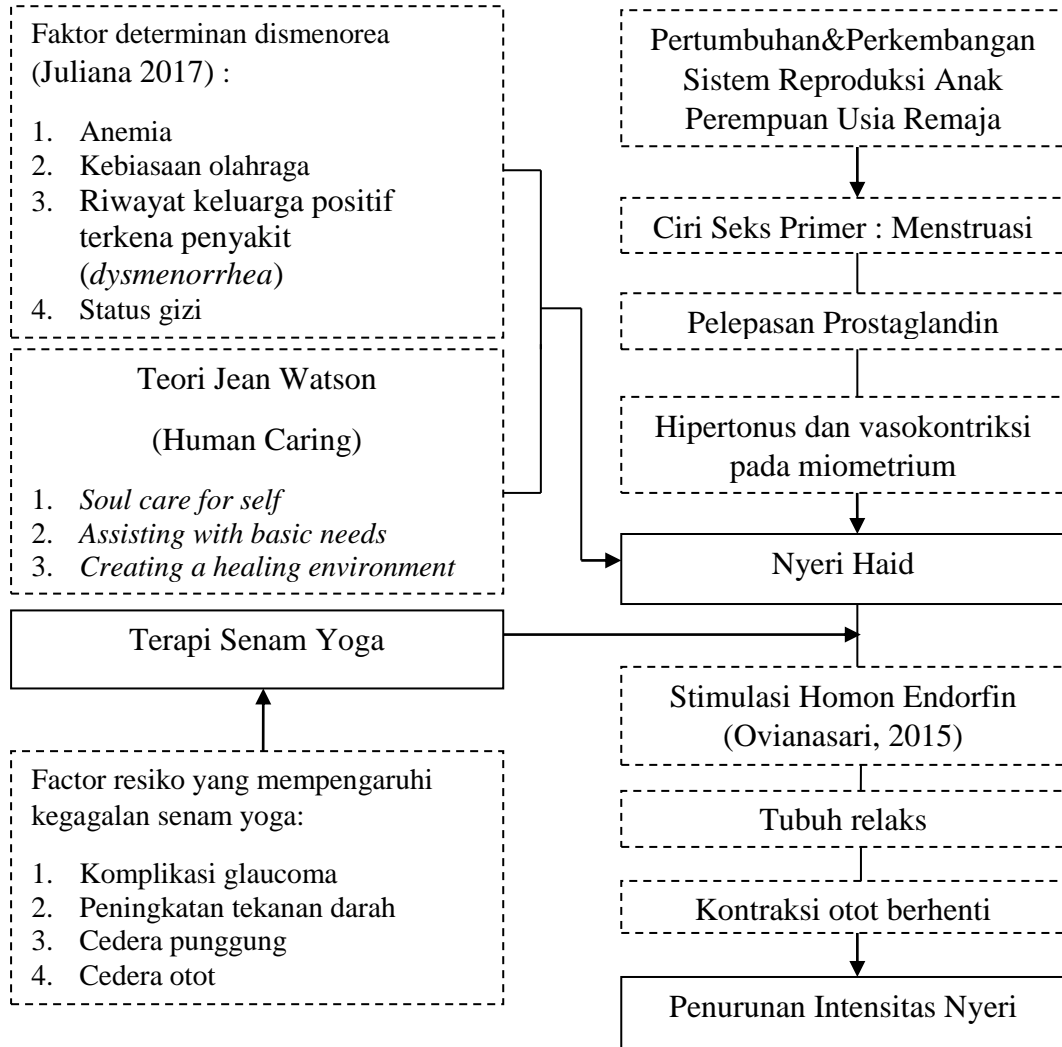 Faktor determinan dismenorea
(Juliana 2017) :
1. Anemia
2. Kebiasaan olahraga
3. Riwayat keluarga positif
terkena penyakit
(dysmenorrhea)
4. Status gizi
Teori Jean Watson
(Human Caring)
1. Soul care for self
2. Assisting with basic needs
3. Creating a healing environment
Terapi Senam Yoga
Factor resiko yang mempengaruhi
kegagalan senam yoga:
1. Komplikasi glaucoma
2. Peningkatan tekanan darah
3. Cedera punggung
4. Cedera otot
Pertumbuhan&Perkembangan
Sistem Reproduksi Anak
Perempuan Usia Remaja
Ciri Seks Primer : Menstruasi
Pelepasan Prostaglandin
Hipertonus dan vasokontriksi
pada miometrium
Nyeri Haid
Stimulasi Homon Endorfin
(Ovianasari, 2015)
Tubuh relaks
Kontraksi otot berhenti
Penurunan Intensitas Nyeri